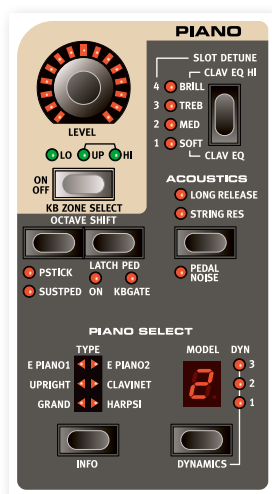 PIANO
SLOT DETUNE
CLAV EQ HI
4 BRILL
3 TREB
2 MED
1 SOFT
CLAV EQ
LEVEL
LO UP HI
ON
OFF
KB ZONE SELECT
OCTAVE SHIFT
ACOUSTICS
LONG RELEASE
STRING RES
PSTICK
SUSTPED
LATCH PED
ON KBGATE
PEDAL
NOISE
PIANO SELECT
TYPE
E PIANO1 E PIANO2
UPRIGHT CLAVINET
GRAND HARPSI
INFO
MODEL DYN
2
3
2
1
DYNAMICS